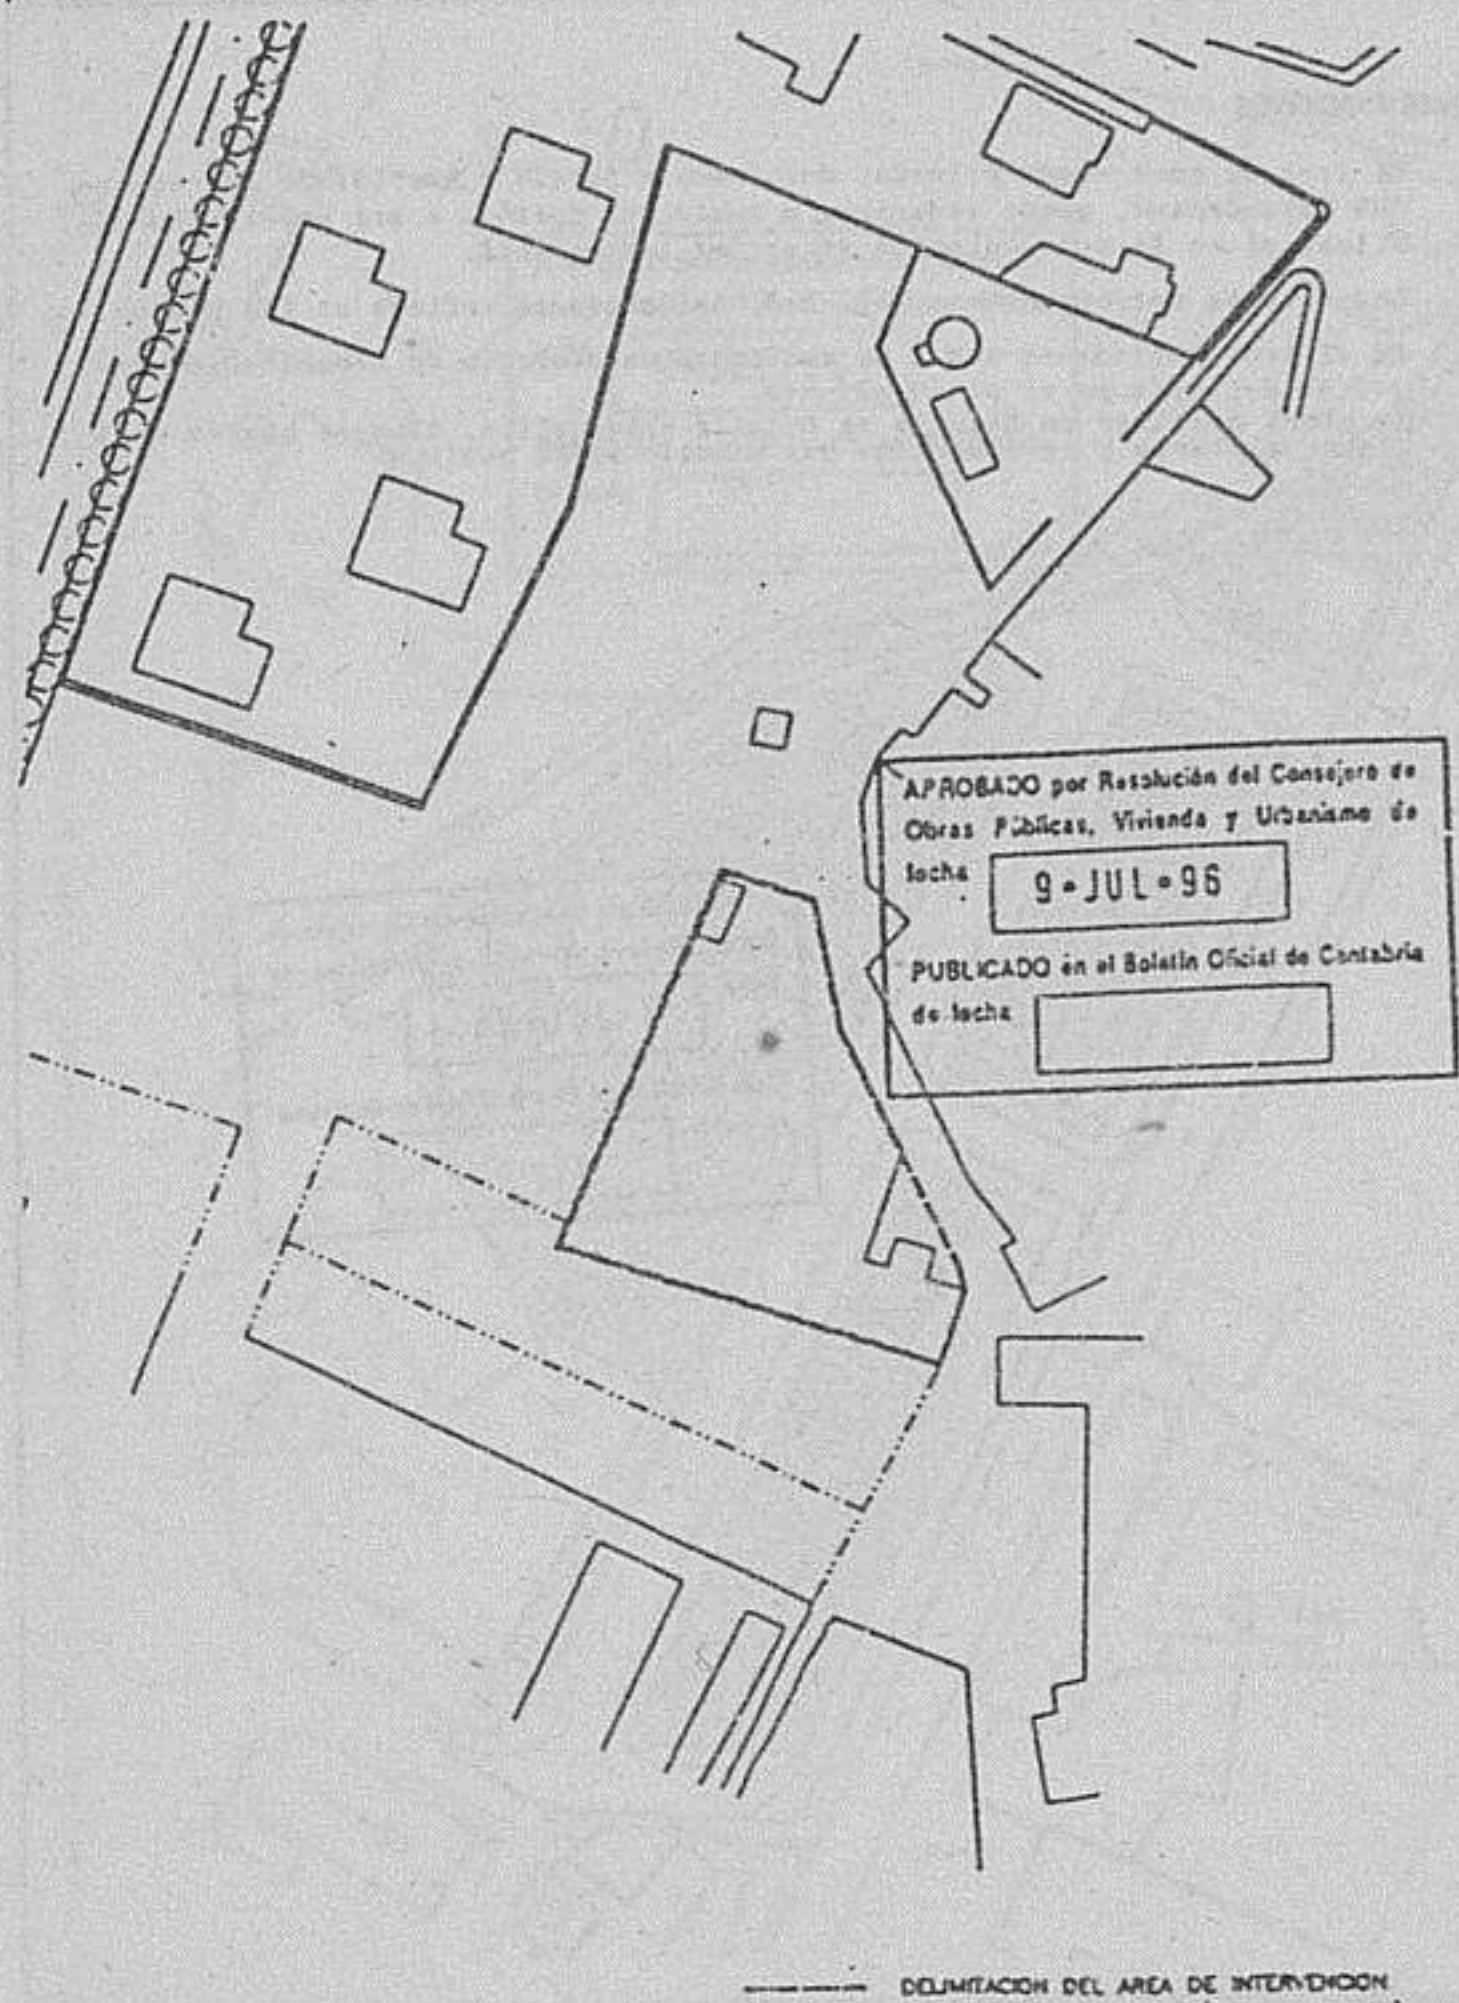 APROBADO por Resolución del Consejero de
Obras Públicas, Vivienda y Urbanismo de
fecha 9 • JUL • 96
PUBLICADO en el Boletín Oficial de Cantabria
de fecha
DELIMITACION DEL AREA DE INTERVENCION